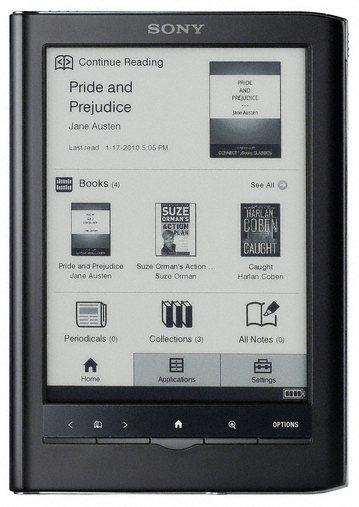 SONY
Continue Reading
Pride and
Prejudice
Jane Austen
Last read : 1-17-2010 5:05 PM
PRIDE
AND
PREJUDICE
Jane Austen
Books (4)
See All
SUZE
ORMAN'S
ACTION
PLAN
HARLAN
COBEN
CAUGHT
Pride and Prejudice
Jane Austen
Suze Orman's Action ...
Suze Orman
Caught
Harlan Coben
Periodicals (0)
Collections (3)
All Notes (0)
Home
Applications
Settings
OPTIONS